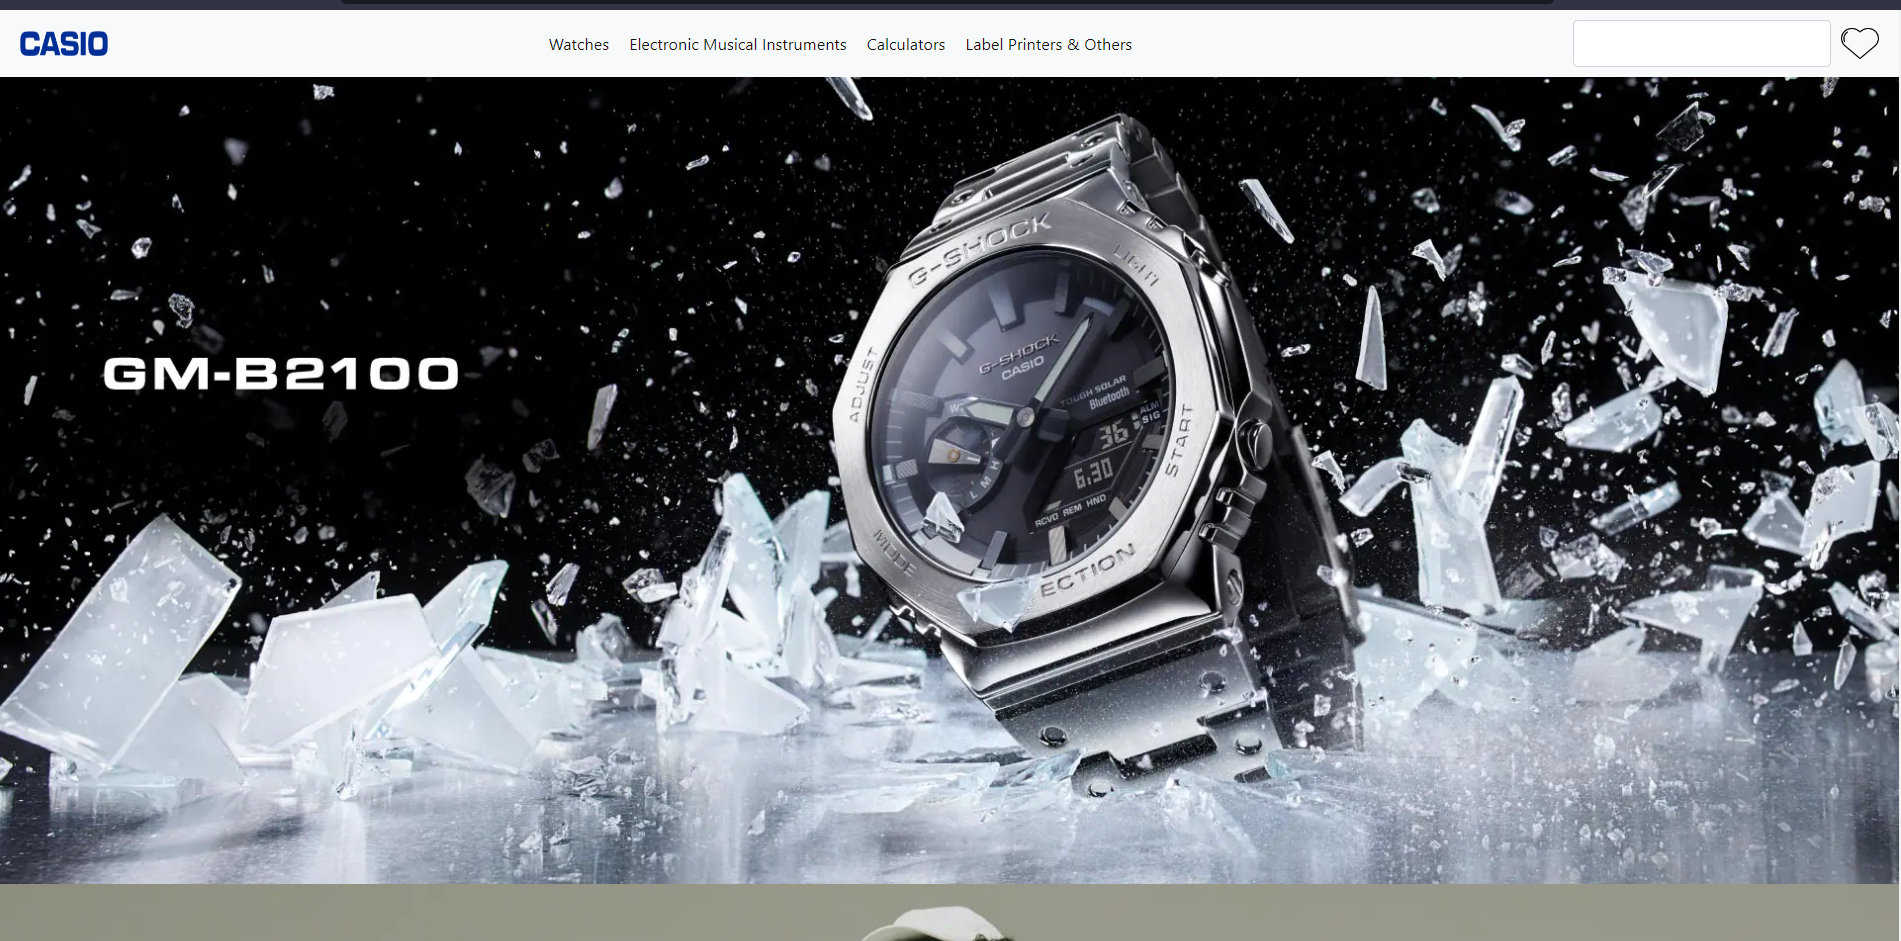 CASIO
Watches Electronic Musical Instruments Calculators Label Printers & Others
GM-B2100
G-SHOCK
LIGHT
ADJUST
G-SHOCK
CASIO
TOUGH SOLAR
Bluetooth
ALM
SIG
36
6:30
H
M
L
RCVD REM HND
START
MODE
ECTION